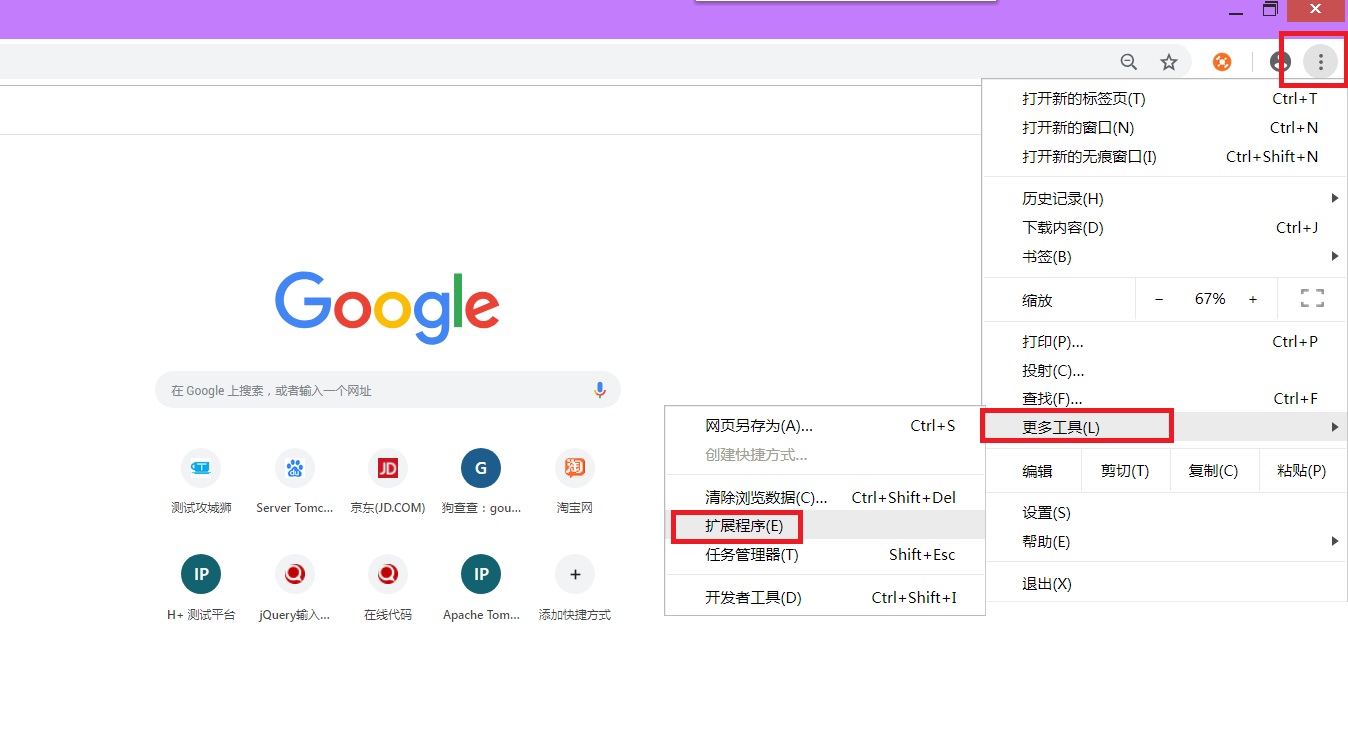 打开新的标签页(T) Ctrl+T
打开新的窗口(N) Ctrl+N
打开新的无痕窗口(I) Ctrl+Shift+N
历史记录(H)
下载内容(D) Ctrl+J
书签(B)
缩放 － 67% +
打印(P)... Ctrl+P
投射(C)...
查找(F)... Ctrl+F
更多工具(L)
编辑 剪切(T) 复制(C) 粘贴(P)
设置(S)
帮助(E)
退出(X)
网页另存为(A)... Ctrl+S
创建快捷方式...
清除浏览数据(C)... Ctrl+Shift+Del
扩展程序(E)
任务管理器(T) Shift+Esc
开发者工具(D) Ctrl+Shift+I
Google
在 Google 上搜索，或者输入一个网址
T du JD G 淘
测试攻城狮 Server Tomc... 京东(JD.COM) 狗查查：gou... 淘宝网
IP IP +
H+ 测试平台 jQuery输入... 在线代码 Apache Tom... 添加快捷方式